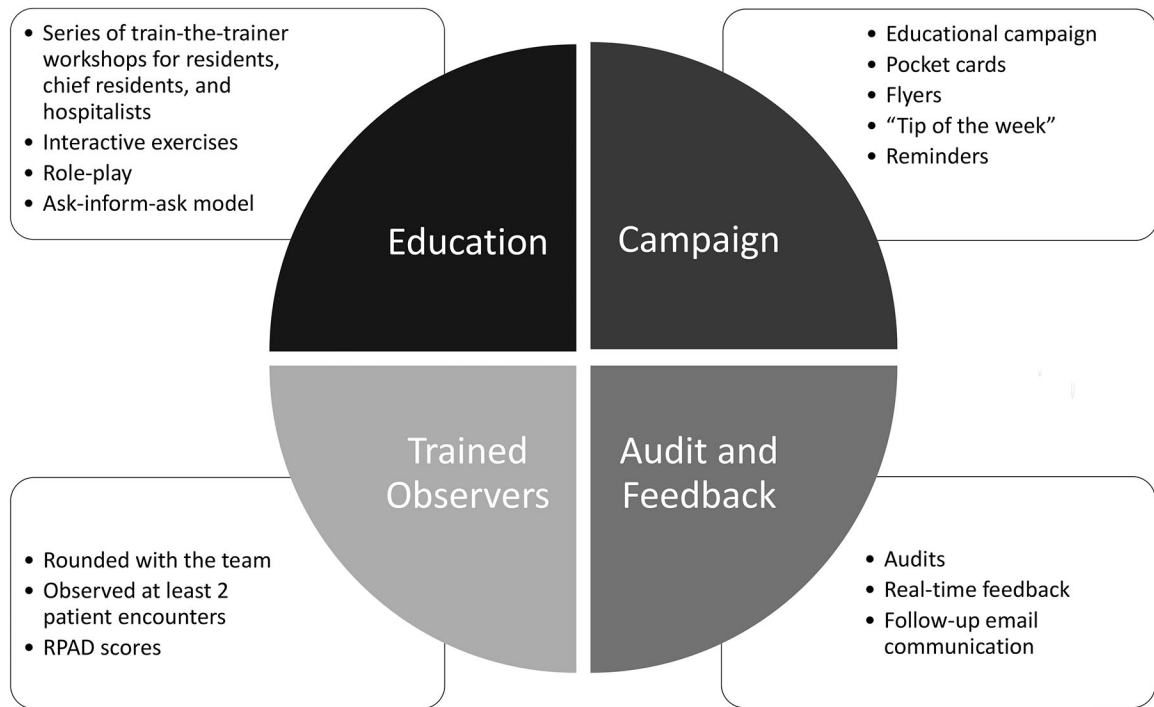 • Series of train-the-trainer
workshops for residents,
chief residents, and
hospitalists
• Interactive exercises
• Role-play
• Ask-inform-ask model
• Educational campaign
• Pocket cards
• Flyers
• “Tip of the week”
• Reminders
Education
Campaign
Trained
Observers
Audit and
Feedback
• Rounded with the team
• Observed at least 2
patient encounters
• RPAD scores
• Audits
• Real-time feedback
• Follow-up email
communication